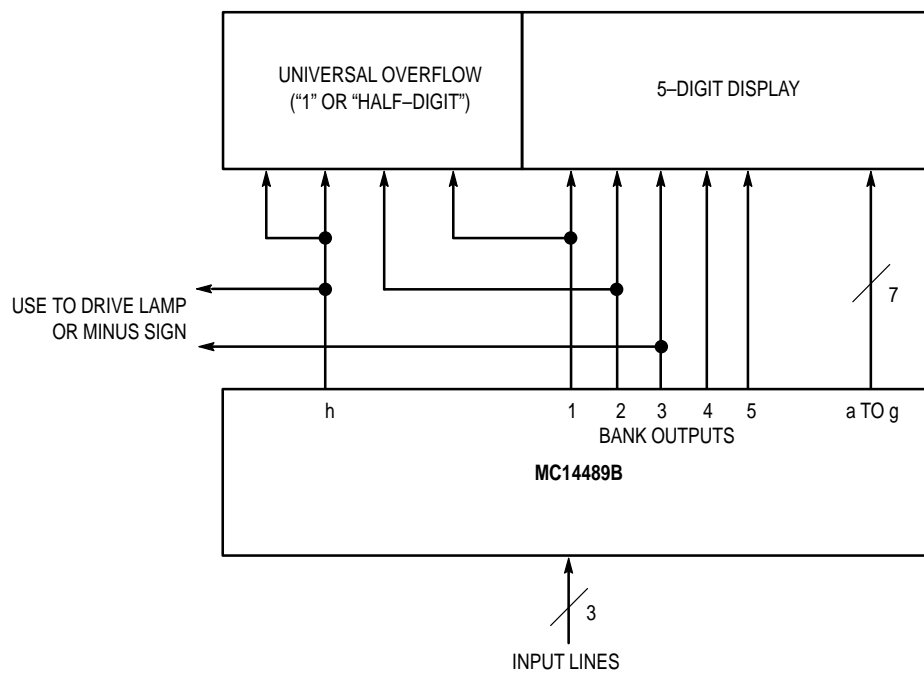 UNIVERSAL OVERFLOW
(“1” OR “HALF–DIGIT”)
5–DIGIT DISPLAY
USE TO DRIVE LAMP
OR MINUS SIGN
7
h
1 2 3 4 5
a TO g
BANK OUTPUTS
MC14489B
3
INPUT LINES